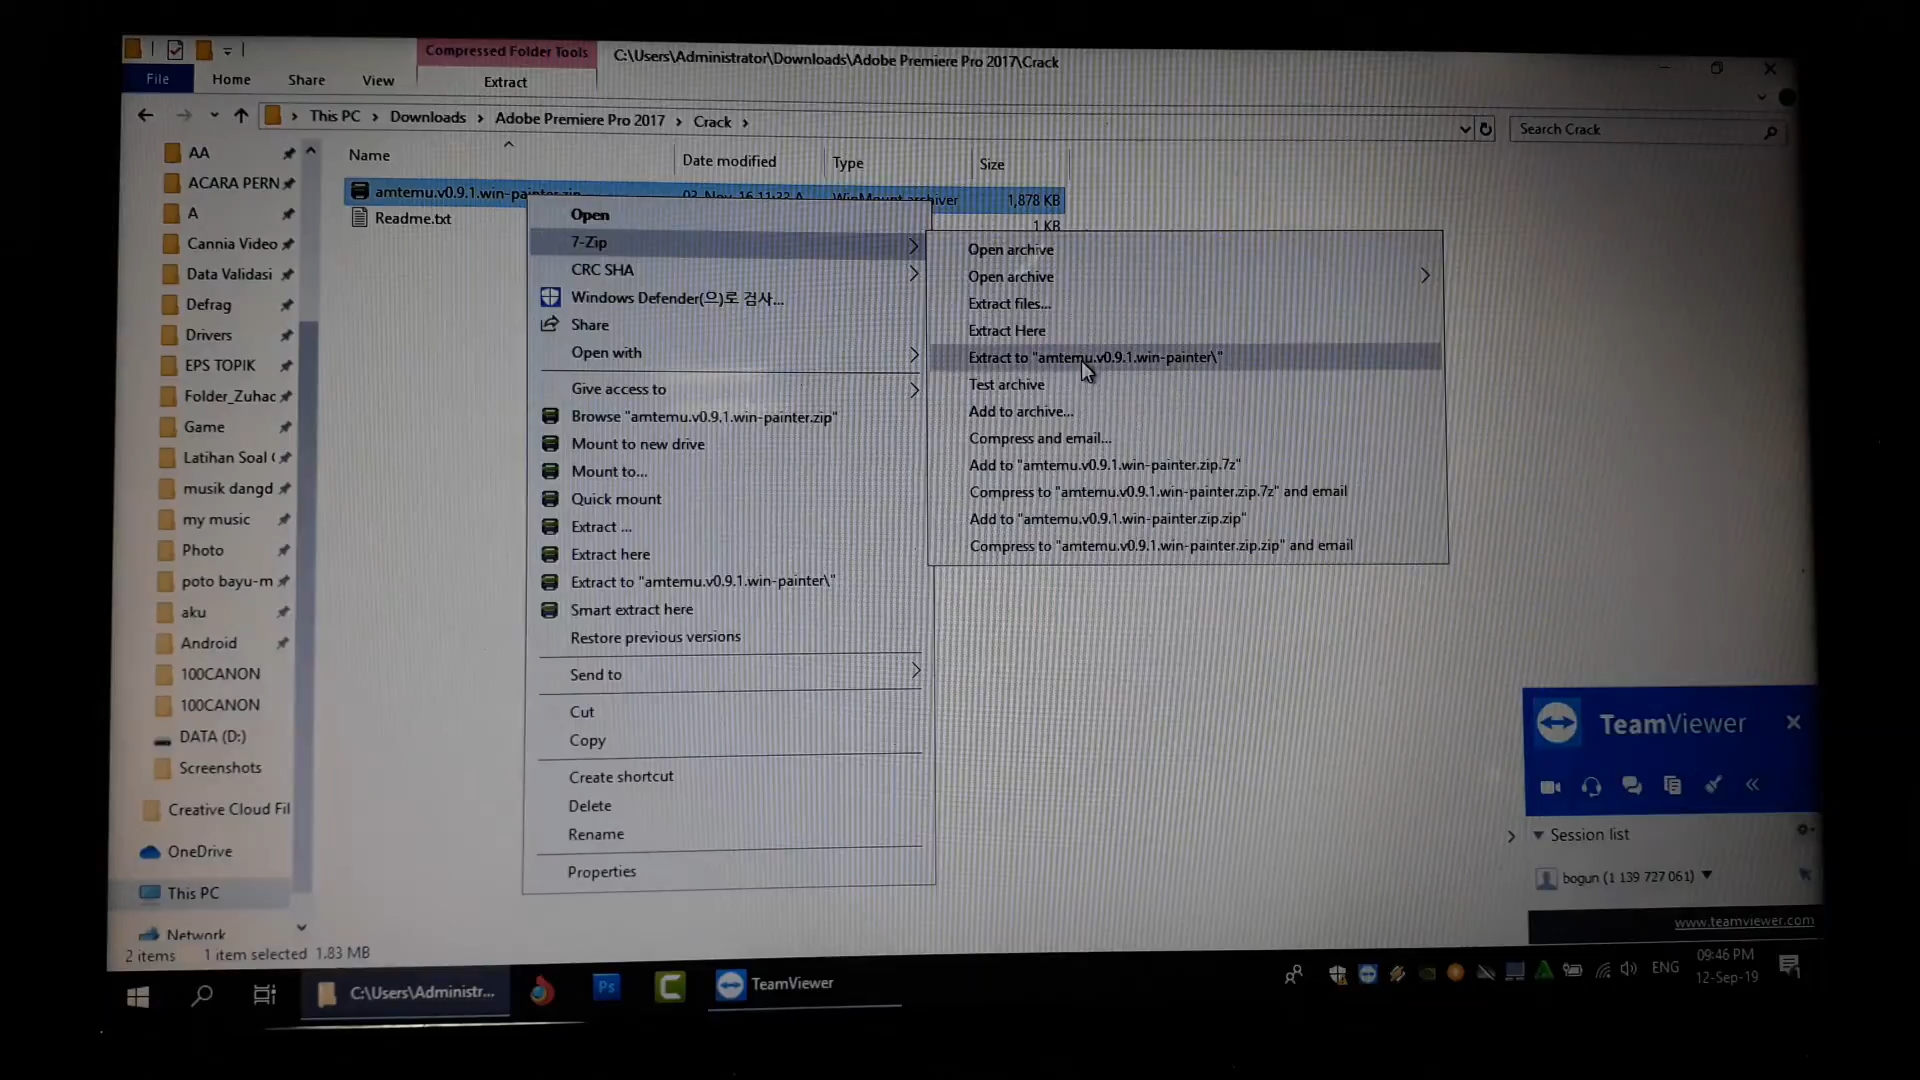 Compressed Folder Tools
C:\Users\Administrator\Downloads\Adobe Premiere Pro 2017\Crack
File
Home
Share
View
Extract
This PC > Downloads > Adobe Premiere Pro 2017 > Crack >
Search Crack
Name
Date modified
Type
Size
AA
ACARA PERN
A
Cannia Video
Data Validasi
Defrag
Drivers
EPS TOPIK
Folder_Zuhac
Game
Latihan Soal (
musik dangd
my music
Photo
poto bayu-m
aku
Android
100CANON
100CANON
DATA (D:)
Screenshots
Creative Cloud Fil
OneDrive
This PC
Network
amtemu.v0.9.1.win-painter.zip
1,878 KB
Readme.txt
1 KB
Open
7-Zip
CRC SHA
Windows Defender(으)로 검사...
Share
Open with
Give access to
Browse "amtemu.v0.9.1.win-painter.zip"
Mount to new drive
Mount to...
Quick mount
Extract ...
Extract here
Extract to "amtemu.v0.9.1.win-painter\"
Smart extract here
Restore previous versions
Send to
Cut
Copy
Create shortcut
Delete
Rename
Properties
Open archive
Open archive
Extract files...
Extract Here
Extract to "amtemu.v0.9.1.win-painter\"
Test archive
Add to archive...
Compress and email...
Add to "amtemu.v0.9.1.win-painter.zip.7z"
Compress to "amtemu.v0.9.1.win-painter.zip.7z" and email
Add to "amtemu.v0.9.1.win-painter.zip.zip"
Compress to "amtemu.v0.9.1.win-painter.zip.zip" and email
TeamViewer
Session list
bogun (1 139 727 061)
www.teamviewer.com
2 items
1 item selected 1.83 MB
C:\Users\Administr...
Ps
TeamViewer
ENG
09:46 PM
12-Sep-19